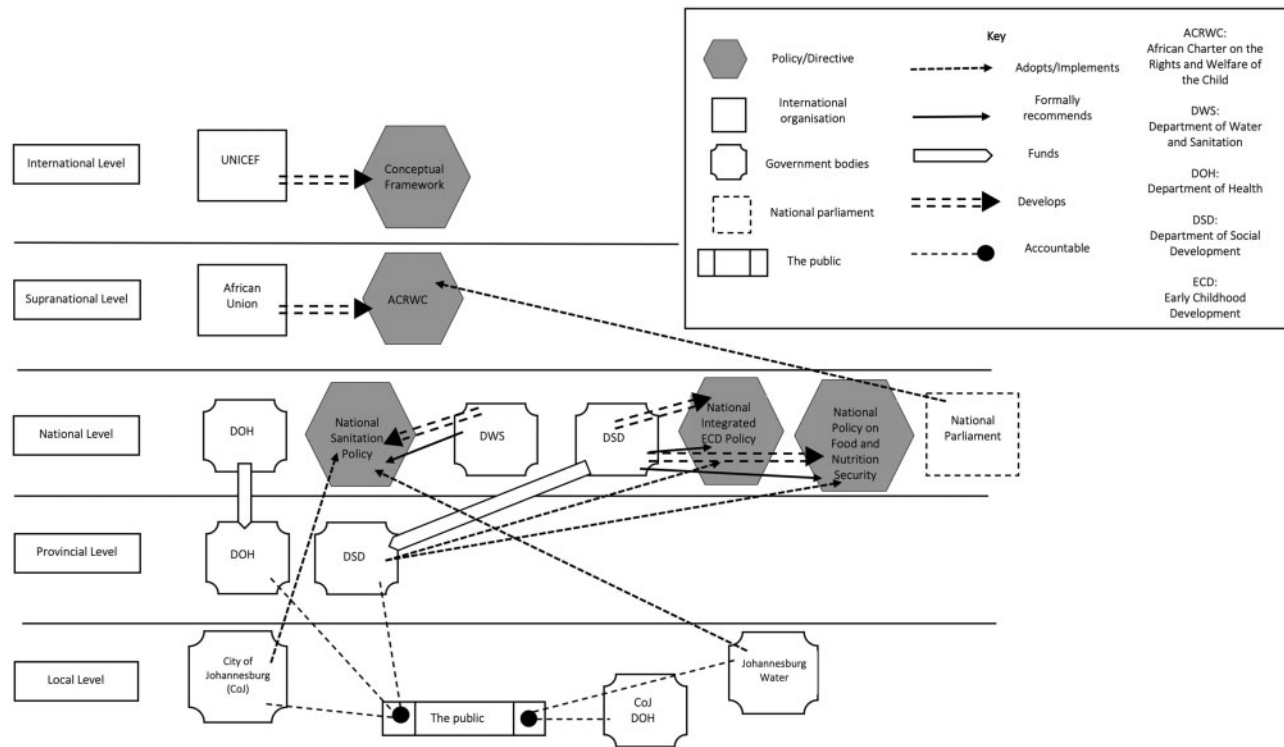 Key
Policy/Directive
International
organisation
Government bodies
National parliament
The public
Adopts/Implements
Formally
recommends
Funds
Develops
Accountable
ACRWC:
African Charter on the
Rights and Welfare of
the Child
DWS:
Department of Water
and Sanitation
DOH:
Department of Health
DSD:
Department of Social
Development
ECD:
Early Childhood
Development
International Level
UNICEF
Conceptual
Framework
Supranational Level
African
Union
ACRWC
National Level
DOH
National
Sanitation
Policy
DWS
DSD
National
Integrated
ECD Policy
National
Policy on
Food and
Nutrition
Security
National
Parliament
Provincial Level
DOH
DSD
Local Level
City of
Johannesburg
(CoJ)
The public
CoJ
DOH
Johannesburg
Water